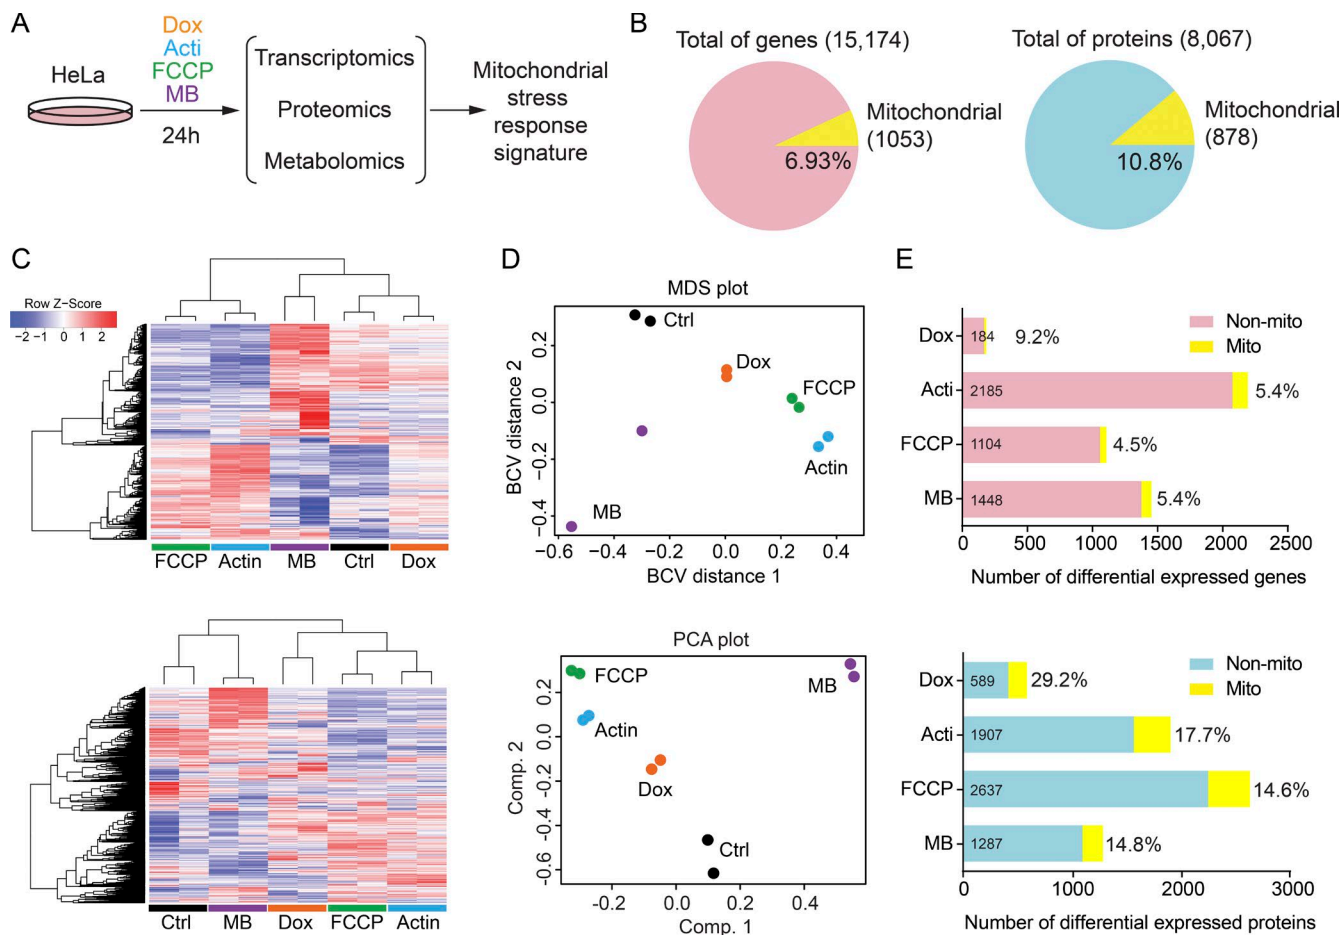 A
HeLa
Dox
Acti
FCCP
MB
24h
Transcriptomics
Proteomics
Metabolomics
Mitochondrial
stress
response
signature
B
Total of genes (15,174)
Mitochondrial
(1053)
6.93%
Total of proteins (8,067)
Mitochondrial
(878)
10.8%
C
Row Z-Score
−2 −1 0 1 2
FCCP Actin MB Ctrl Dox
Ctrl MB Dox FCCP Actin
D
MDS plot
BCV distance 2
0.2
0.0
−0.2
−0.4
Ctrl
Dox
FCCP
Actin
MB
−0.6 −0.4 −0.2 0.0 0.2 0.4
BCV distance 1
PCA plot
Comp. 2
0.2
0.0
-0.2
-0.4
-0.6
FCCP
MB
Actin
Dox
Ctrl
-0.2 0.0 0.2 0.4
Comp. 1
E
Non-mito
Mito
Dox 184 9.2%
Acti 2185 5.4%
FCCP 1104 4.5%
MB 1448 5.4%
0 500 1000 1500 2000 2500
Number of differential expressed genes
Non-mito
Mito
Dox 589 29.2%
Acti 1907 17.7%
FCCP 2637 14.6%
MB 1287 14.8%
0 1000 2000 3000
Number of differential expressed proteins